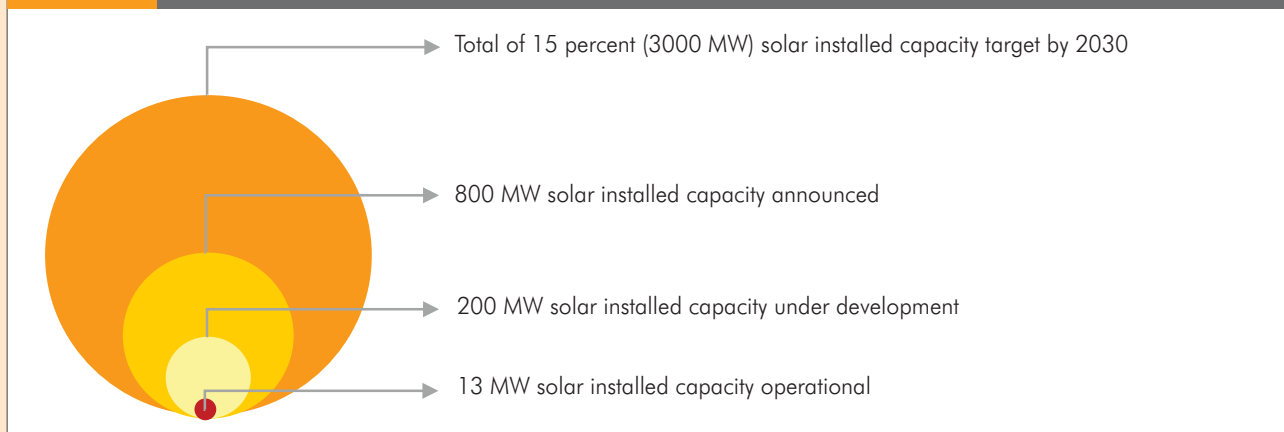 Total of 15 percent (3000 MW) solar installed capacity target by 2030
800 MW solar installed capacity announced
200 MW solar installed capacity under development
13 MW solar installed capacity operational